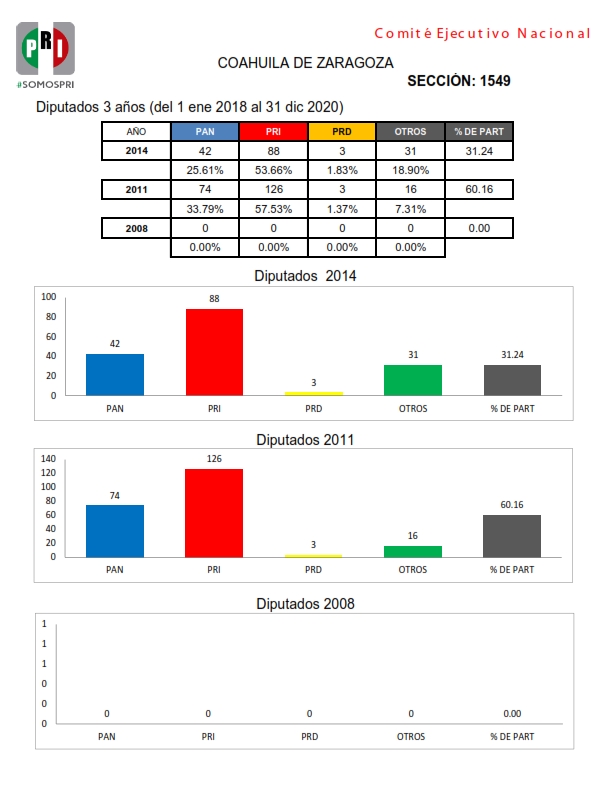 Comité Ejecutivo Nacional
PRI
#SOMOSPRI
COAHUILA DE ZARAGOZA
SECCIÓN: 1549
Diputados 3 años (del 1 ene 2018 al 31 dic 2020)
AÑO PAN PRI PRD OTROS % DE PART
2014 42 88 3 31 31.24
25.61% 53.66% 1.83% 18.90%
2011 74 126 3 16 60.16
33.79% 57.53% 1.37% 7.31%
2008 0 0 0 0 0.00
0.00% 0.00% 0.00% 0.00%
Diputados 2014
100
80
60
40
20
0
42 88 3 31 31.24
PAN PRI PRD OTROS % DE PART
Diputados 2011
140
120
100
80
60
40
20
0
74 126 3 16 60.16
PAN PRI PRD OTROS % DE PART
Diputados 2008
1
1
1
0
0
0
0 0 0 0 0.00
PAN PRI PRD OTROS % DE PART